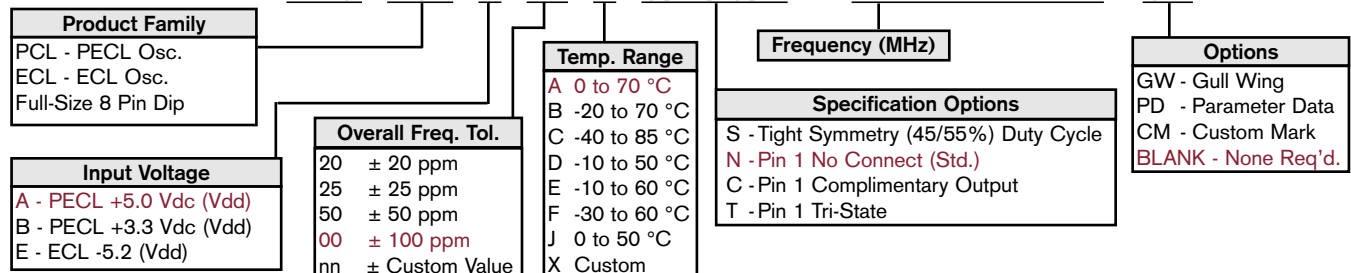 Product Family
PCL - PECL Osc.
ECL - ECL Osc.
Full-Size 8 Pin Dip
Input Voltage
A - PECL +5.0 Vdc (Vdd)
B - PECL +3.3 Vdc (Vdd)
E - ECL -5.2 (Vdd)
Overall Freq. Tol.
20 ± 20 ppm
25 ± 25 ppm
50 ± 50 ppm
00 ± 100 ppm
nn ± Custom Value
Temp. Range
A 0 to 70 °C
B -20 to 70 °C
C -40 to 85 °C
D -10 to 50 °C
E -10 to 60 °C
F -30 to 60 °C
J 0 to 50 °C
X Custom
Frequency (MHz)
Specification Options
S - Tight Symmetry (45/55%) Duty Cycle
N - Pin 1 No Connect (Std.)
C - Pin 1 Complimentary Output
T - Pin 1 Tri-State
Options
GW - Gull Wing
PD - Parameter Data
CM - Custom Mark
BLANK - None Req'd.